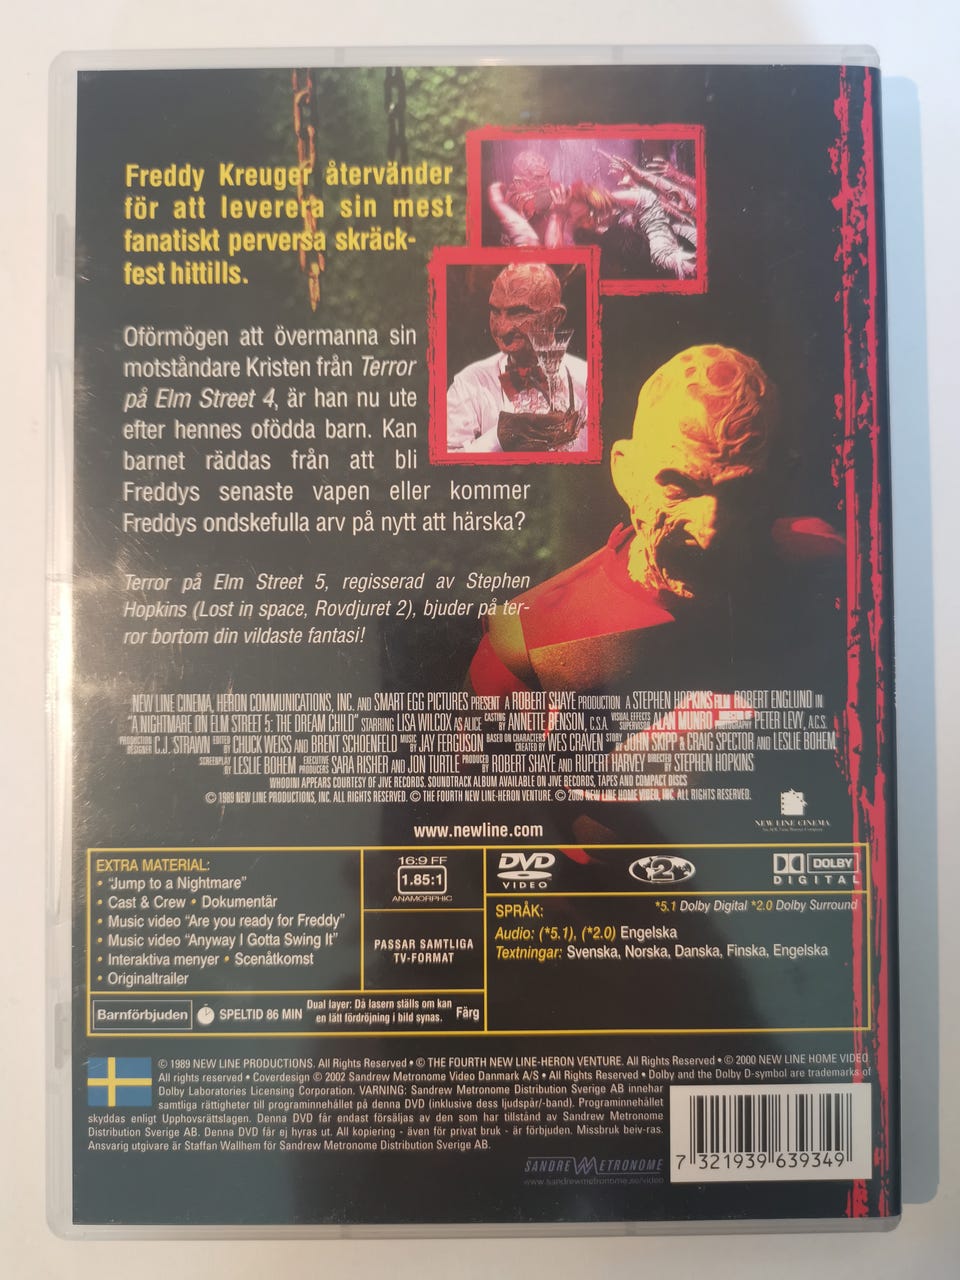 Freddy Kreuger återvänder
för att leverera sin mest
fanatiskt perversa skräck-
fest hittills.
Oförmögen att övermanna sin
motståndare Kristen från Terror
på Elm Street 4, är han nu ute
efter hennes ofödda barn. Kan
barnet räddas från att bli
Freddys senaste vapen eller kommer
Freddys ondskefulla arv på nytt att härska?
Terror på Elm Street 5, regisserad av Stephen
Hopkins (Lost in space, Rovdjuret 2), bjuder på ter-
ror bortom din vildaste fantasi!
NEW LINE CINEMA, HERON COMMUNICATIONS, INC. AND SMART EGG PICTURES PRESENT A ROBERT SHAYE PRODUCTION A STEPHEN HOPKINS FILM ROBERT ENGLUND IN
"A NIGHTMARE ON ELM STREET 5: THE DREAM CHILD" STARRING LISA WILCOX AS ALICE CASTING BY ANNETTE BENSON, C.S.A. VISUAL EFFECTS SUPERVISOR ALAN MUNRO PETER LEVY, A.C.S.
PRODUCTION DESIGNER C.J. STRAWN EDITED BY CHUCK WEISS AND BRENT SCHOENFELD MUSIC BY JAY FERGUSON BASED ON CHARACTERS CREATED BY WES CRAVEN STORY BY JOHN SKIPP & CRAIG SPECTOR AND LESLIE BOHEM
SCREENPLAY BY LESLIE BOHEM EXECUTIVE PRODUCERS SARA RISHER AND JON TURTLE PRODUCED BY ROBERT SHAYE AND RUPERT HARVEY DIRECTED BY STEPHEN HOPKINS
WHODINI APPEARS COURTESY OF JIVE RECORDS. SOUNDTRACK ALBUM AVAILABLE ON JIVE RECORDS, TAPES AND COMPACT DISCS
© 1989 NEW LINE PRODUCTIONS, INC. ALL RIGHTS RESERVED. © THE FOURTH NEW LINE-HERON VENTURE. © 2000 NEW LINE HOME VIDEO, INC. ALL RIGHTS RESERVED.
NEW LINE CINEMA
www.newline.com
EXTRA MATERIAL:
• "Jump to a Nightmare"
• Cast & Crew • Dokumentär
• Music video "Are you ready for Freddy"
• Music video "Anyway I Gotta Swing It"
• Interaktiva menyer • Scenåtkomst
• Originaltrailer
16:9 FF
1.85:1
ANAMORPHIC
PASSAR SAMTLIGA
TV-FORMAT
DVD
VIDEO
2
DOLBY
DIGITAL
SPRÅK:
*5.1 Dolby Digital *2.0 Dolby Surround
Audio: (*5.1), (*2.0) Engelska
Textningar: Svenska, Norska, Danska, Finska, Engelska
Barnförbjuden
SPELTID 86 MIN
Dual layer: Då lasern ställs om kan
en lätt fördröjning i bild synas.
Färg
© 1989 NEW LINE PRODUCTIONS. All Rights Reserved • © THE FOURTH NEW LINE-HERON VENTURE. All Rights Reserved • © 2000 NEW LINE HOME VIDEO.
All rights reserved • Coverdesign © 2002 Sandrew Metronome Video Danmark A/S • All Rights Reserved • Dolby and the Dolby D-symbol are trademarks of
Dolby Laboratories Licensing Corporation. VARNING: Sandrew Metronome Distribution Sverige AB innehar
samtliga rättigheter till programinnehållet på denna DVD (inklusive dess ljudspår/-band). Programinnehållet
skyddas enligt Upphovsrättslagen. Denna DVD får endast försäljas av den som har tillstånd av Sandrew Metronome
Distribution Sverige AB. Denna DVD får ej hyras ut. All kopiering - även för privat bruk - är förbjuden. Missbruk beiv-ras.
Ansvarig utgivare är Staffan Wallhem för Sandrew Metronome Distribution Sverige AB.
SANDREW METRONOME
www.sandrewmetronome.se/video
7 321939 639349